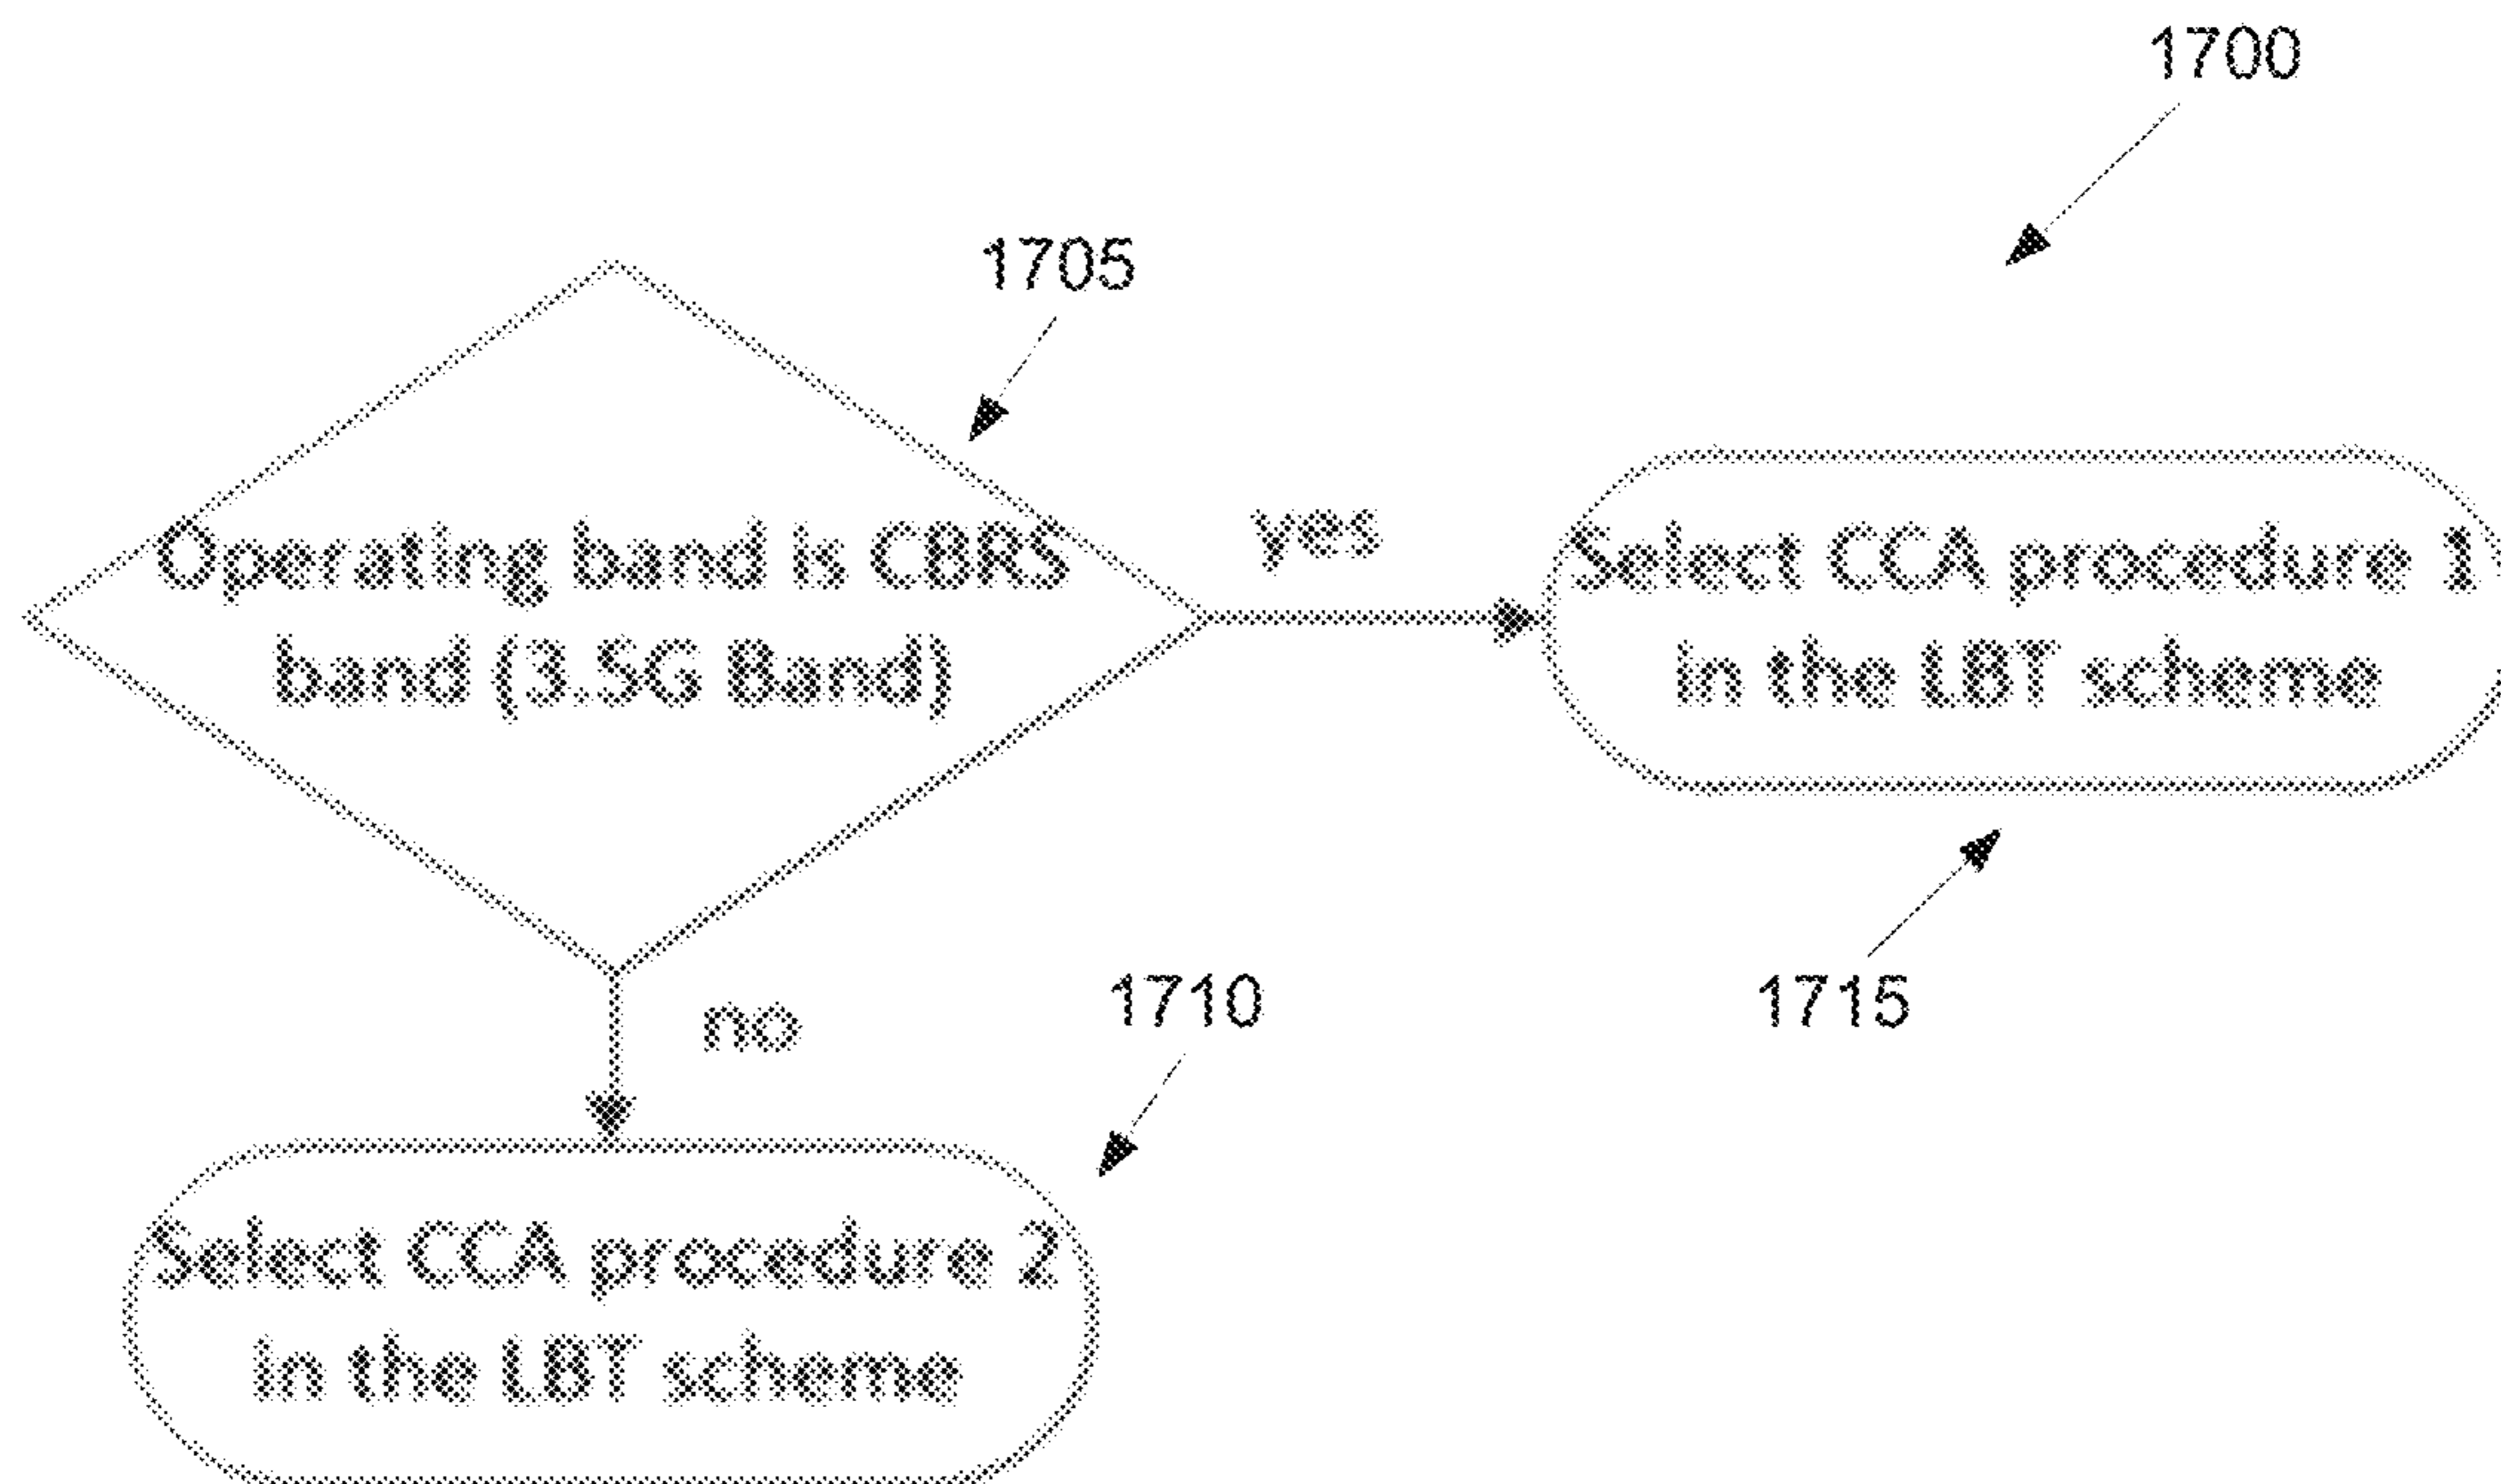 1700
1705
Operating band is CBRS
band (3.5G Band)
yes
Select CCA procedure 1
in the LBT scheme
no
1710
1715
Select CCA procedure 2
in the LBT scheme